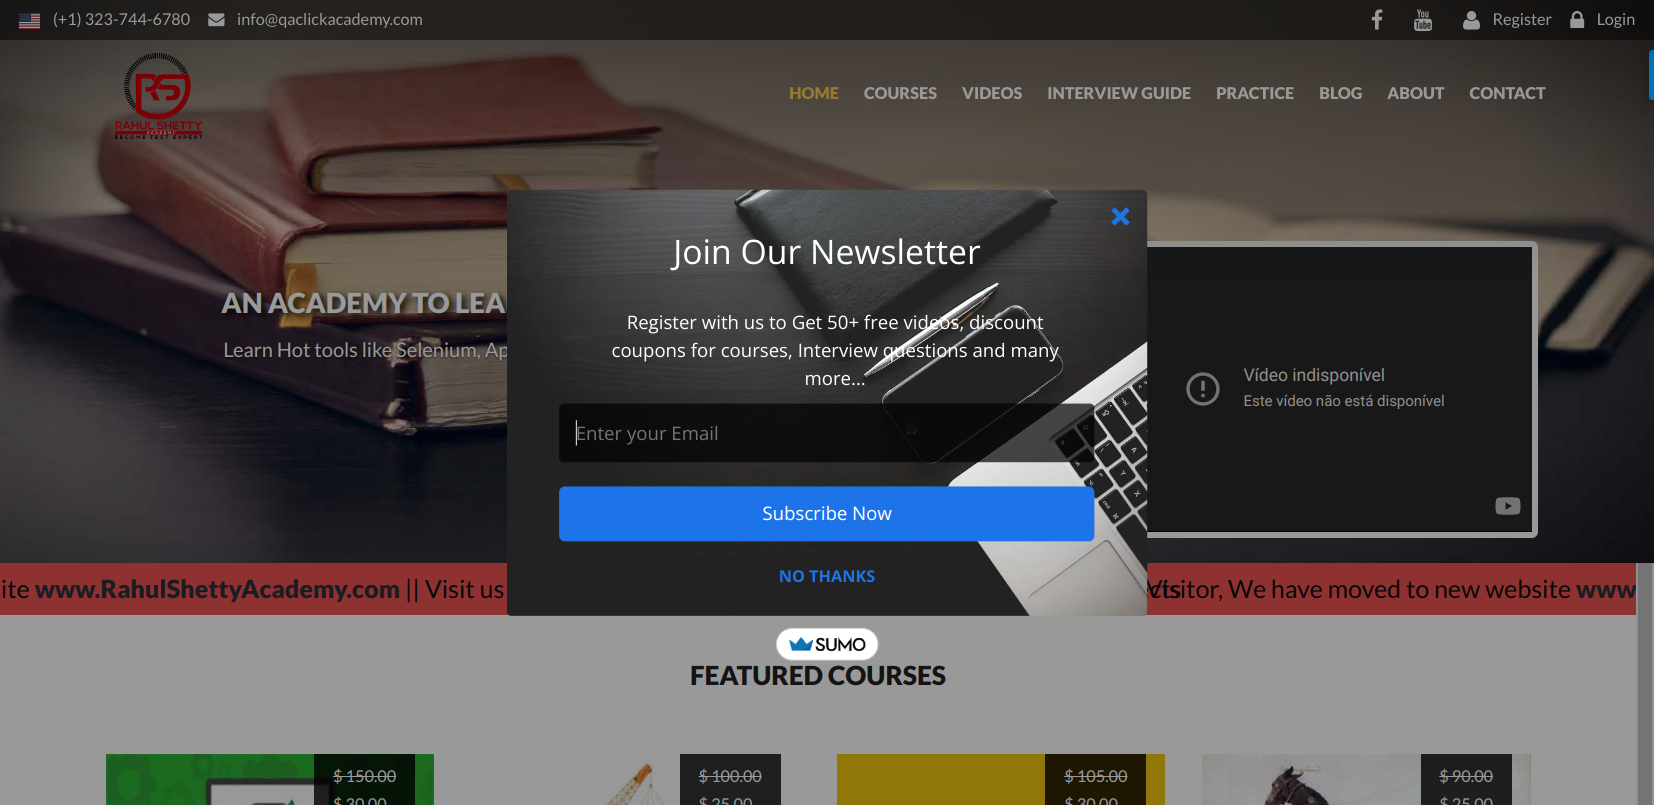 (+1) 323-744-6780 info@qaclickacademy.com Register Login
RAHUL SHETTY
ACADEMY
BECOME TEST EXPERT
HOME COURSES VIDEOS INTERVIEW GUIDE PRACTICE BLOG ABOUT CONTACT
AN ACADEMY TO LEA
Learn Hot tools like Selenium, Ap
Join Our Newsletter
Register with us to Get 50+ free videos, discount
coupons for courses, Interview questions and many
more...
Enter your Email
Subscribe Now
NO THANKS
Vídeo indisponível
Este vídeo não está disponível
ite www.RahulShettyAcademy.com || Visit us
isitor, We have moved to new website www
SUMO
FEATURED COURSES
$ 150.00 $ 100.00 $ 105.00 $ 90.00
$ 30.00 $ 25.00 $ 30.00 $ 25.00